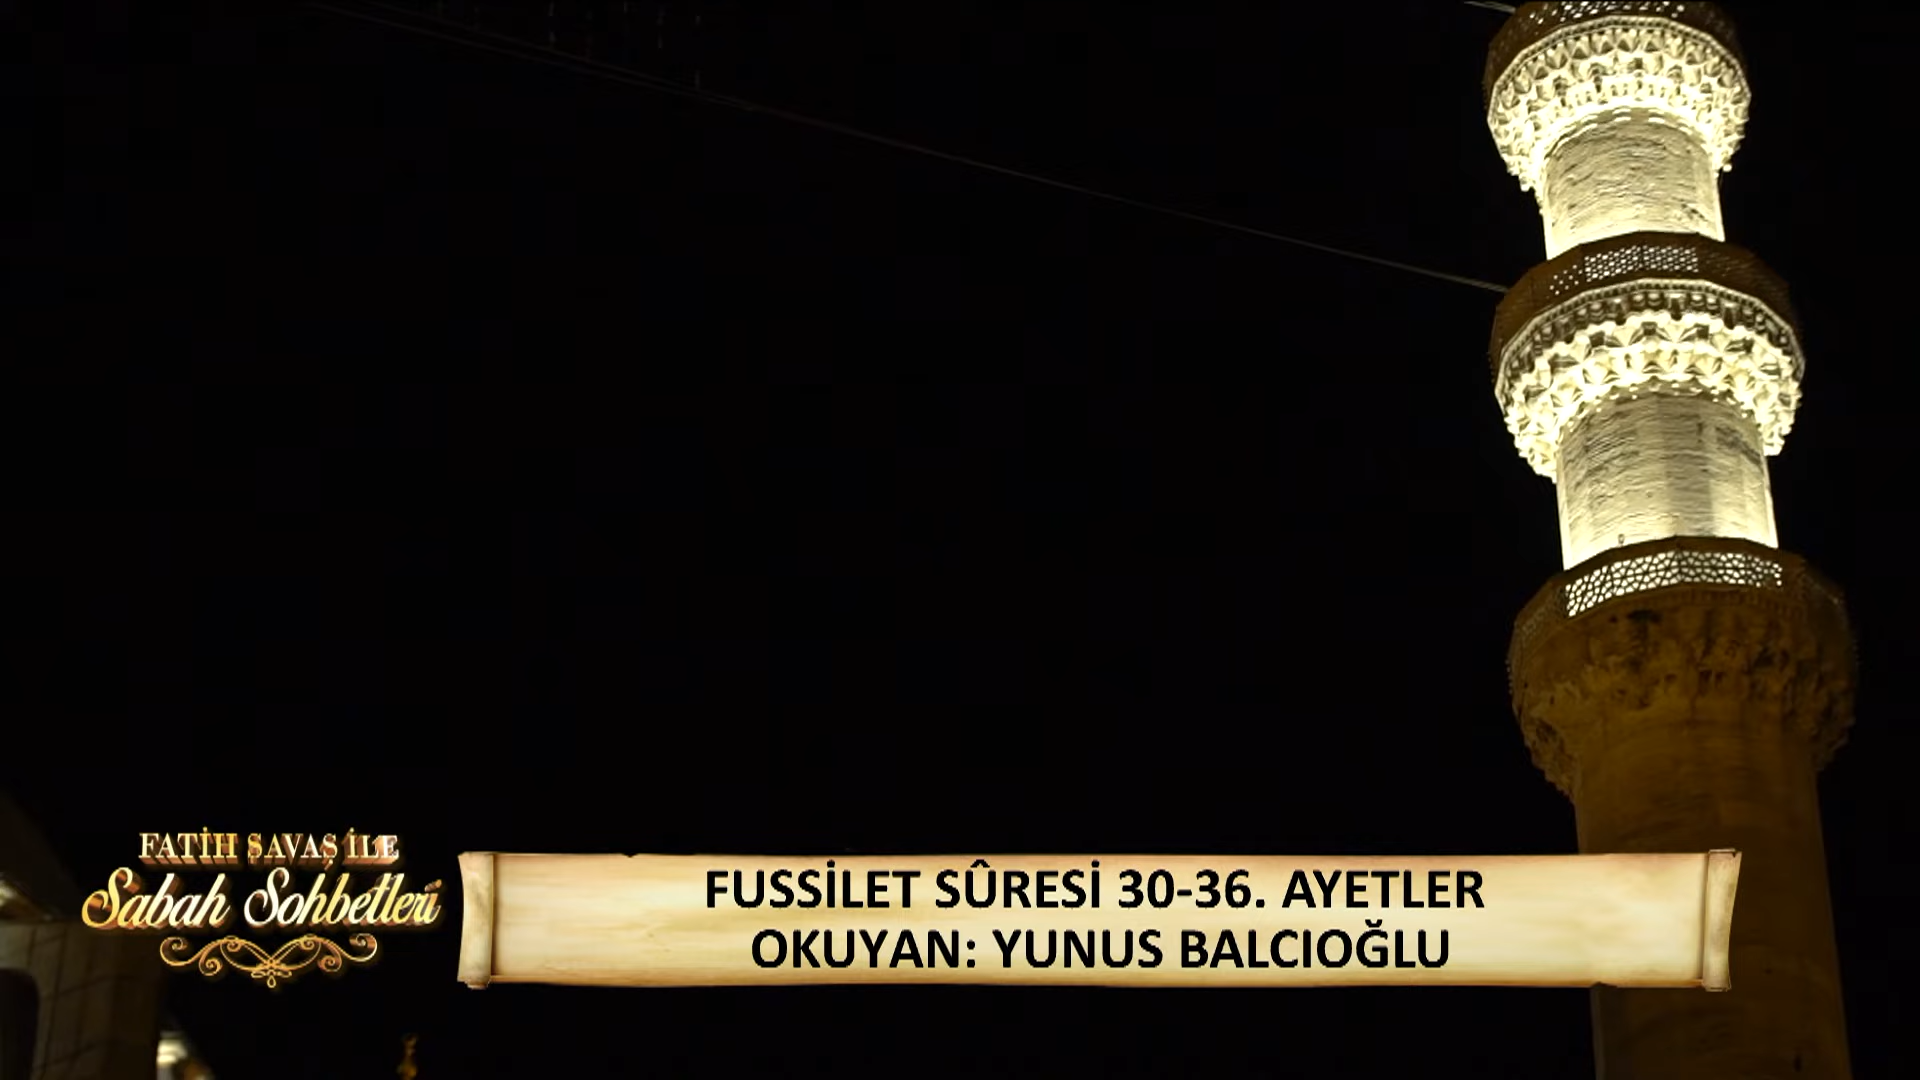 FATİH SAVAŞ İLE
Sabah Sohbetleri
FUSSİLET SÛRESİ 30-36. AYETLER
OKUYAN: YUNUS BALCIOĞLU